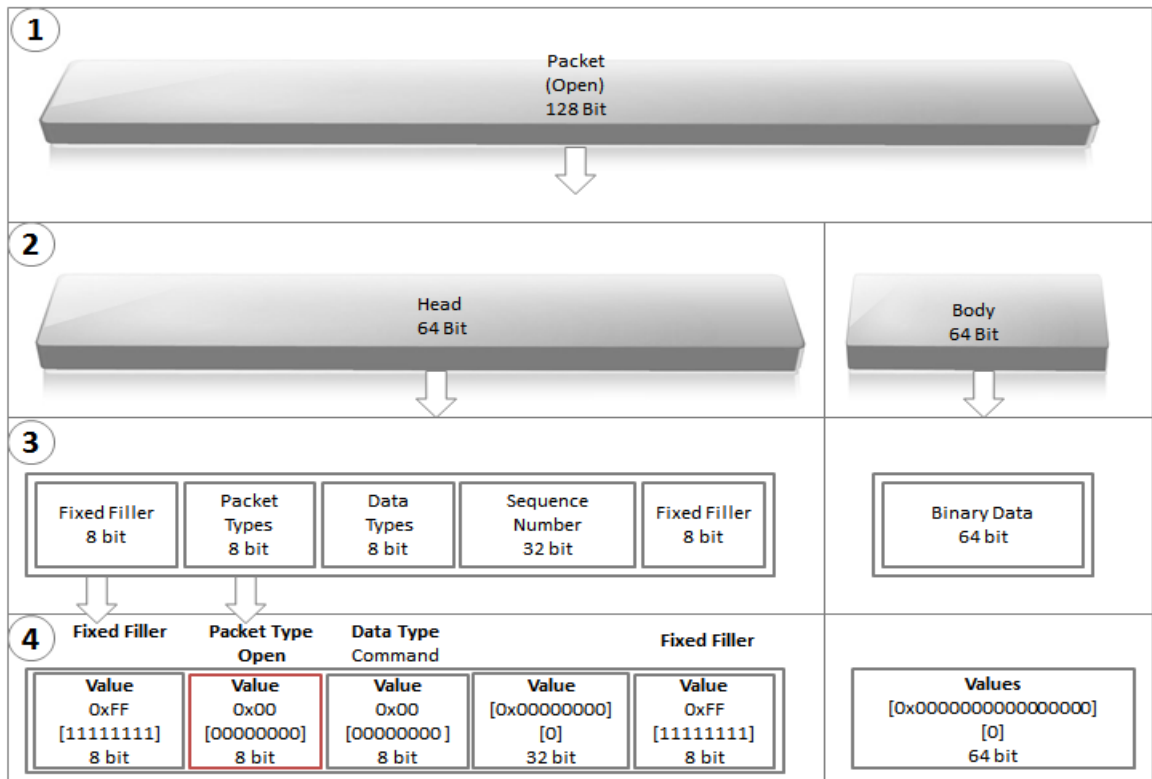 1
Packet
(Open)
128 Bit
2
Head
64 Bit
Body
64 Bit
3
Fixed Filler
8 bit
Packet
Types
8 bit
Data
Types
8 bit
Sequence
Number
32 bit
Fixed Filler
8 bit
Binary Data
64 bit
4
Fixed Filler
Packet Type
Open
Data Type
Command
Fixed Filler
Value
0xFF
[11111111]
8 bit
Value
0x00
[00000000]
8 bit
Value
0x00
[00000000 ]
8 bit
Value
[0x00000000]
[0]
32 bit
Value
0xFF
[11111111]
8 bit
Values
[0x0000000000000000]
[0]
64 bit